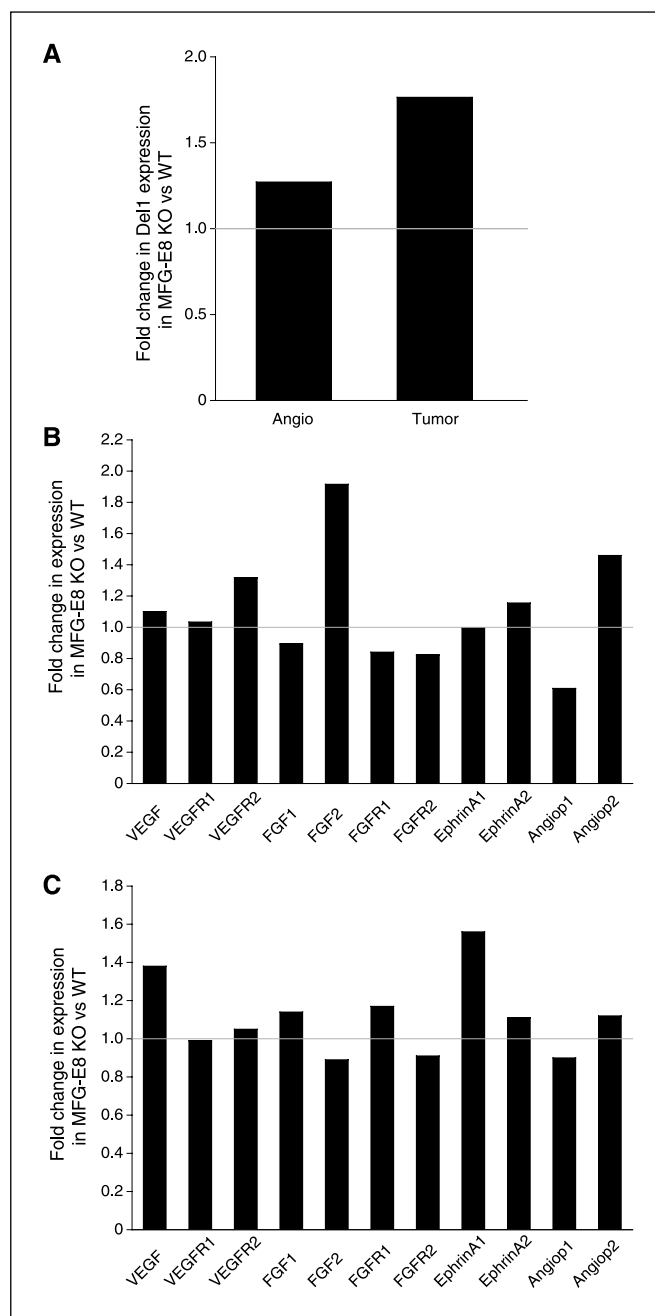 A
Fold change in Del1 expression
in MFG-E8 KO vs WT
2.0
1.5
1.0
0.5
0
Angio Tumor
B
Fold change in expression
in MFG-E8 KO vs WT
2.2
2.0
1.8
1.6
1.4
1.2
1.0
0.8
0.6
0.4
0.2
0
VEGF VEGFR1 VEGFR2 FGF1 FGF2 FGFR1 FGFR2 EphrinA1 EphrinA2 Angiop1 Angiop2
C
Fold change in expression
in MFG-E8 KO vs WT
1.8
1.6
1.4
1.2
1.0
0.8
0.6
0.4
0.2
0
VEGF VEGFR1 VEGFR2 FGF1 FGF2 FGFR1 FGFR2 EphrinA1 EphrinA2 Angiop1 Angiop2